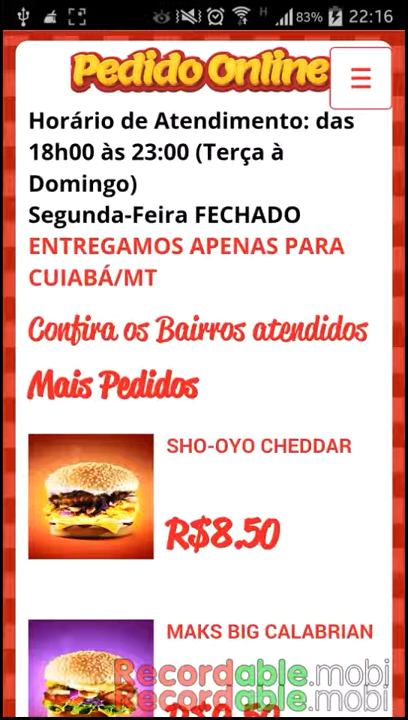 83% 22:16
Pedido Online
Horário de Atendimento: das
18h00 às 23:00 (Terça à
Domingo)
Segunda-Feira FECHADO
ENTREGAMOS APENAS PARA
CUIABÁ/MT
Confira os Bairros atendidos
Mais Pedidos
SHO-OYO CHEDDAR
R$8.50
MAKS BIG CALABRIAN
Recordable.mobi
Recordable.mobi